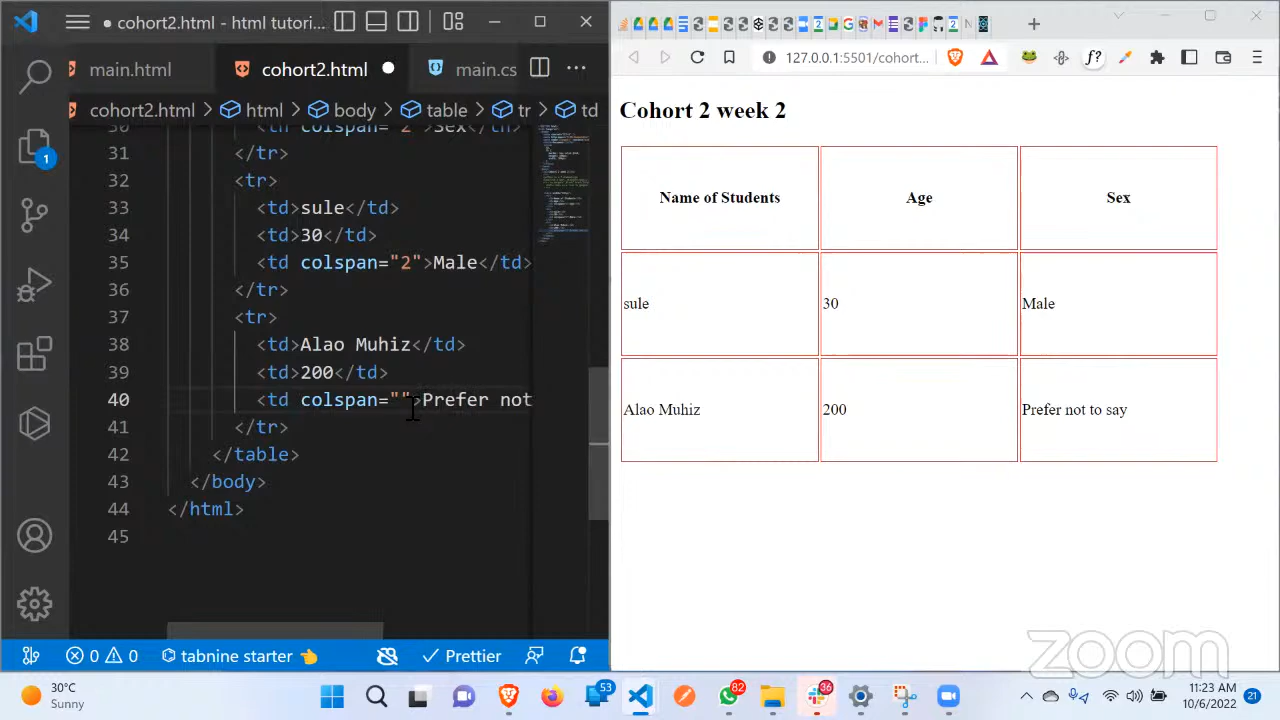 cohort2.html - html tutori...
main.html
cohort2.html
main.cs
cohort2.html > html > body > table > tr > td
31 </tr>
32 <tr>
33 <td>sule</td>
34 <td>30</td>
35 <td colspan="2">Male</td>
36 </tr>
37 <tr>
38 <td>Alao Muhiz</td>
39 <td>200</td>
40 <td colspan="">Prefer not
41 </tr>
42 </table>
43 </body>
44 </html>
45
1
0 0 tabnine starter Prettier
127.0.0.1:5501/cohort...
Cohort 2 week 2
Name of Students Age Sex
sule 30 Male
Alao Muhiz 200 Prefer not to say
zoom
30°C
Sunny
53
82
36
11:23 AM
10/6/2022
21